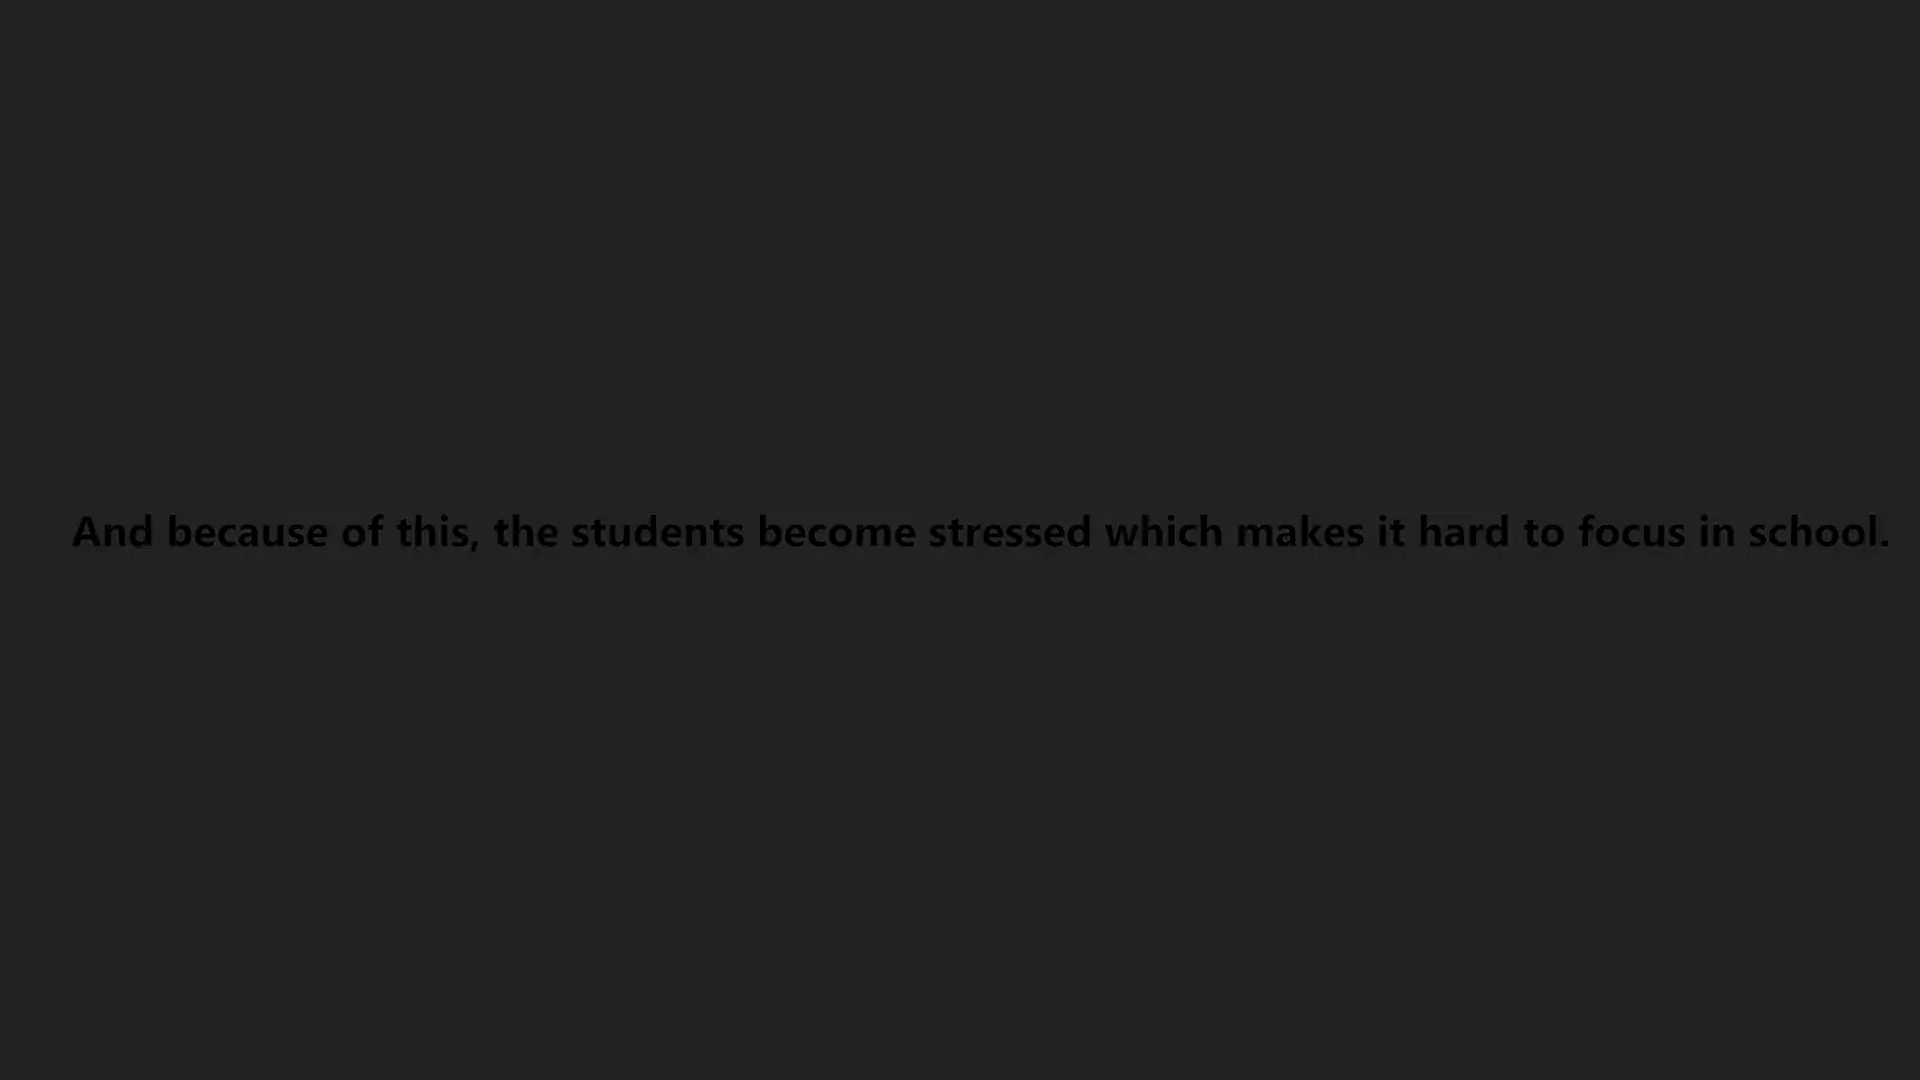 And because of this, the students become stressed which makes it hard to focus in school.